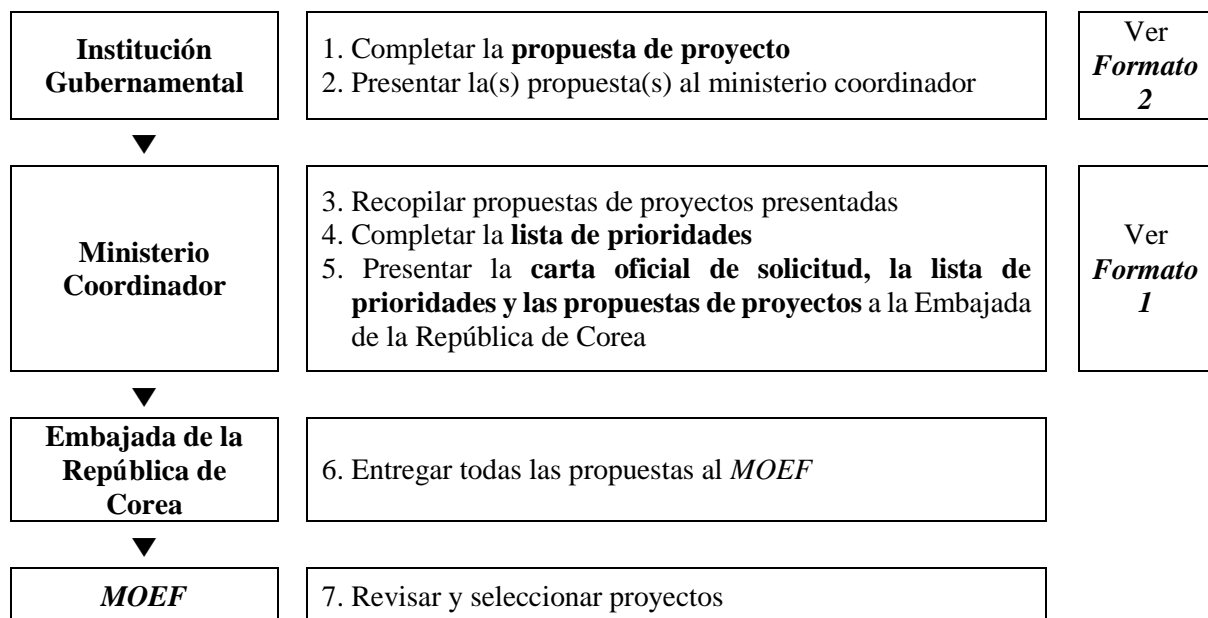 Institución
Gubernamental
1. Completar la propuesta de proyecto
2. Presentar la(s) propuesta(s) al ministerio coordinador
Ver
Formato
2
Ministerio
Coordinador
3. Recopilar propuestas de proyectos presentadas
4. Completar la lista de prioridades
5. Presentar la carta oficial de solicitud, la lista de
prioridades y las propuestas de proyectos a la Embajada
de la República de Corea
Ver
Formato
1
Embajada de la
República de
Corea
6. Entregar todas las propuestas al MOEF
MOEF
7. Revisar y seleccionar proyectos